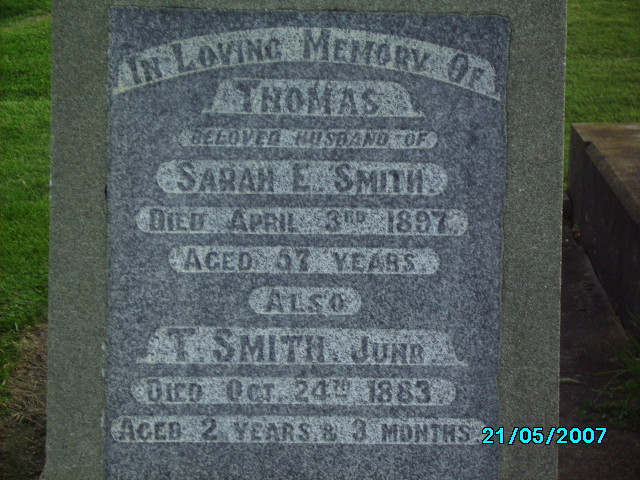 IN LOVING MEMORY OF
THOMAS
BELOVED HUSBAND OF
SARAH E. SMITH.
DIED APRIL 3RD 1897.
AGED 57 YEARS
ALSO
T. SMITH. JUNR.
DIED OCT. 24TH 1883.
AGED 2 YEARS & 3 MONTHS.
21/05/2007